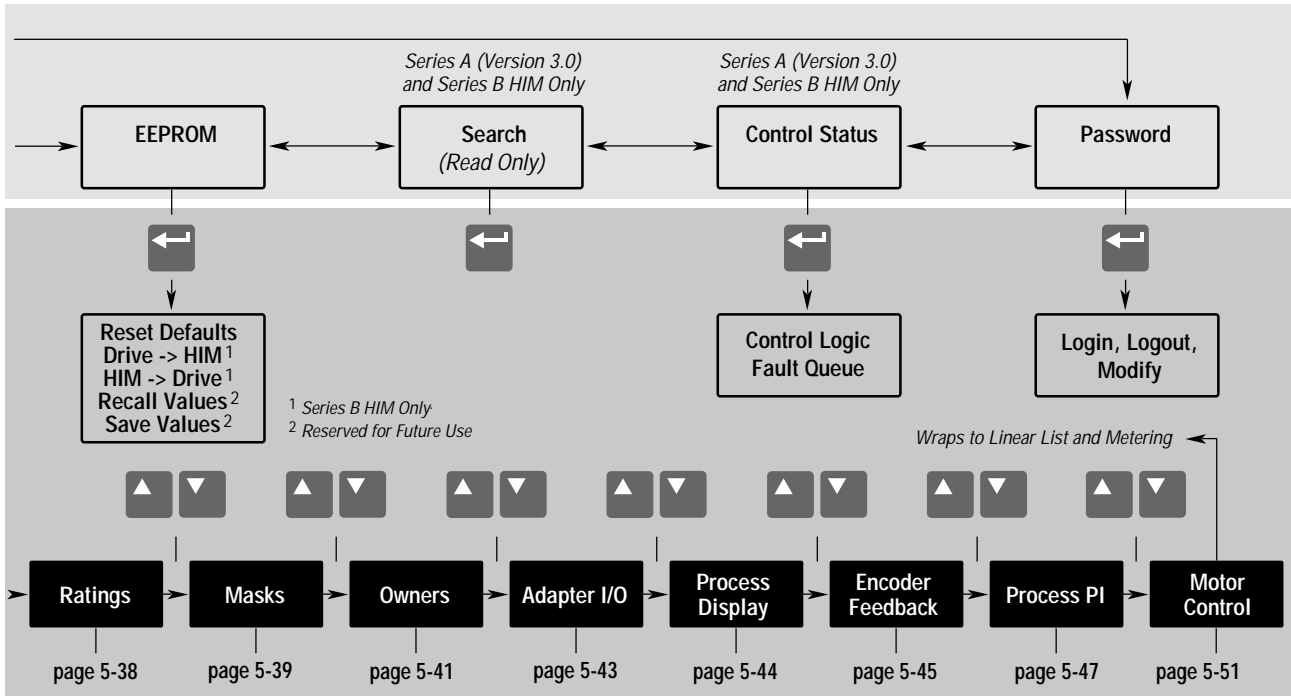 Series A (Version 3.0)
and Series B HIM Only
Series A (Version 3.0)
and Series B HIM Only
EEPROM
Search
(Read Only)
Control Status
Password
Reset Defaults
Drive -> HIM 1
HIM -> Drive 1
Recall Values 2
Save Values 2
1 Series B HIM Only.
2 Reserved for Future Use
Control Logic
Fault Queue
Login, Logout,
Modify
Wraps to Linear List and Metering
Ratings
Masks
Owners
Adapter I/O
Process
Display
Encoder
Feedback
Process PI
Motor
Control
page 5-38
page 5-39
page 5-41
page 5-43
page 5-44
page 5-45
page 5-47
page 5-51